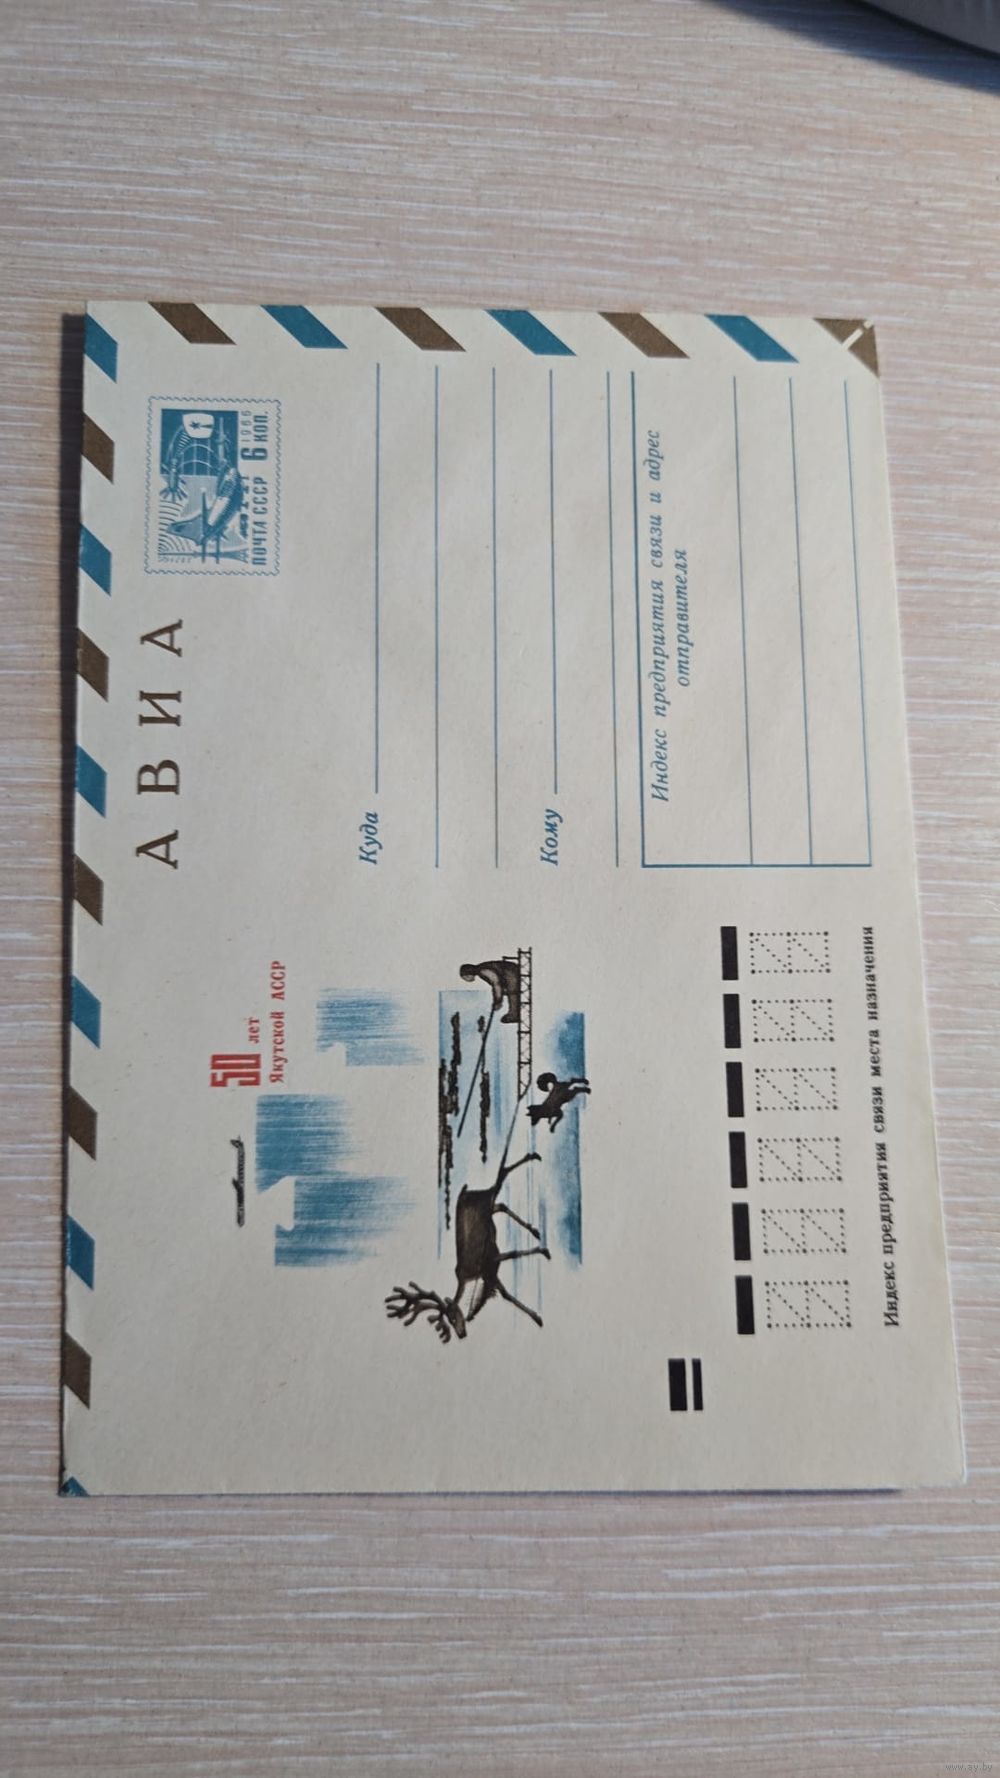 АВИА
ПОЧТА СССР
1966
6 КОП.
50 лет
Якутской АССР
Куда
Кому
Индекс предприятия связи и адрес
отправителя
Индекс предприятия связи места назначения
www.ay.by